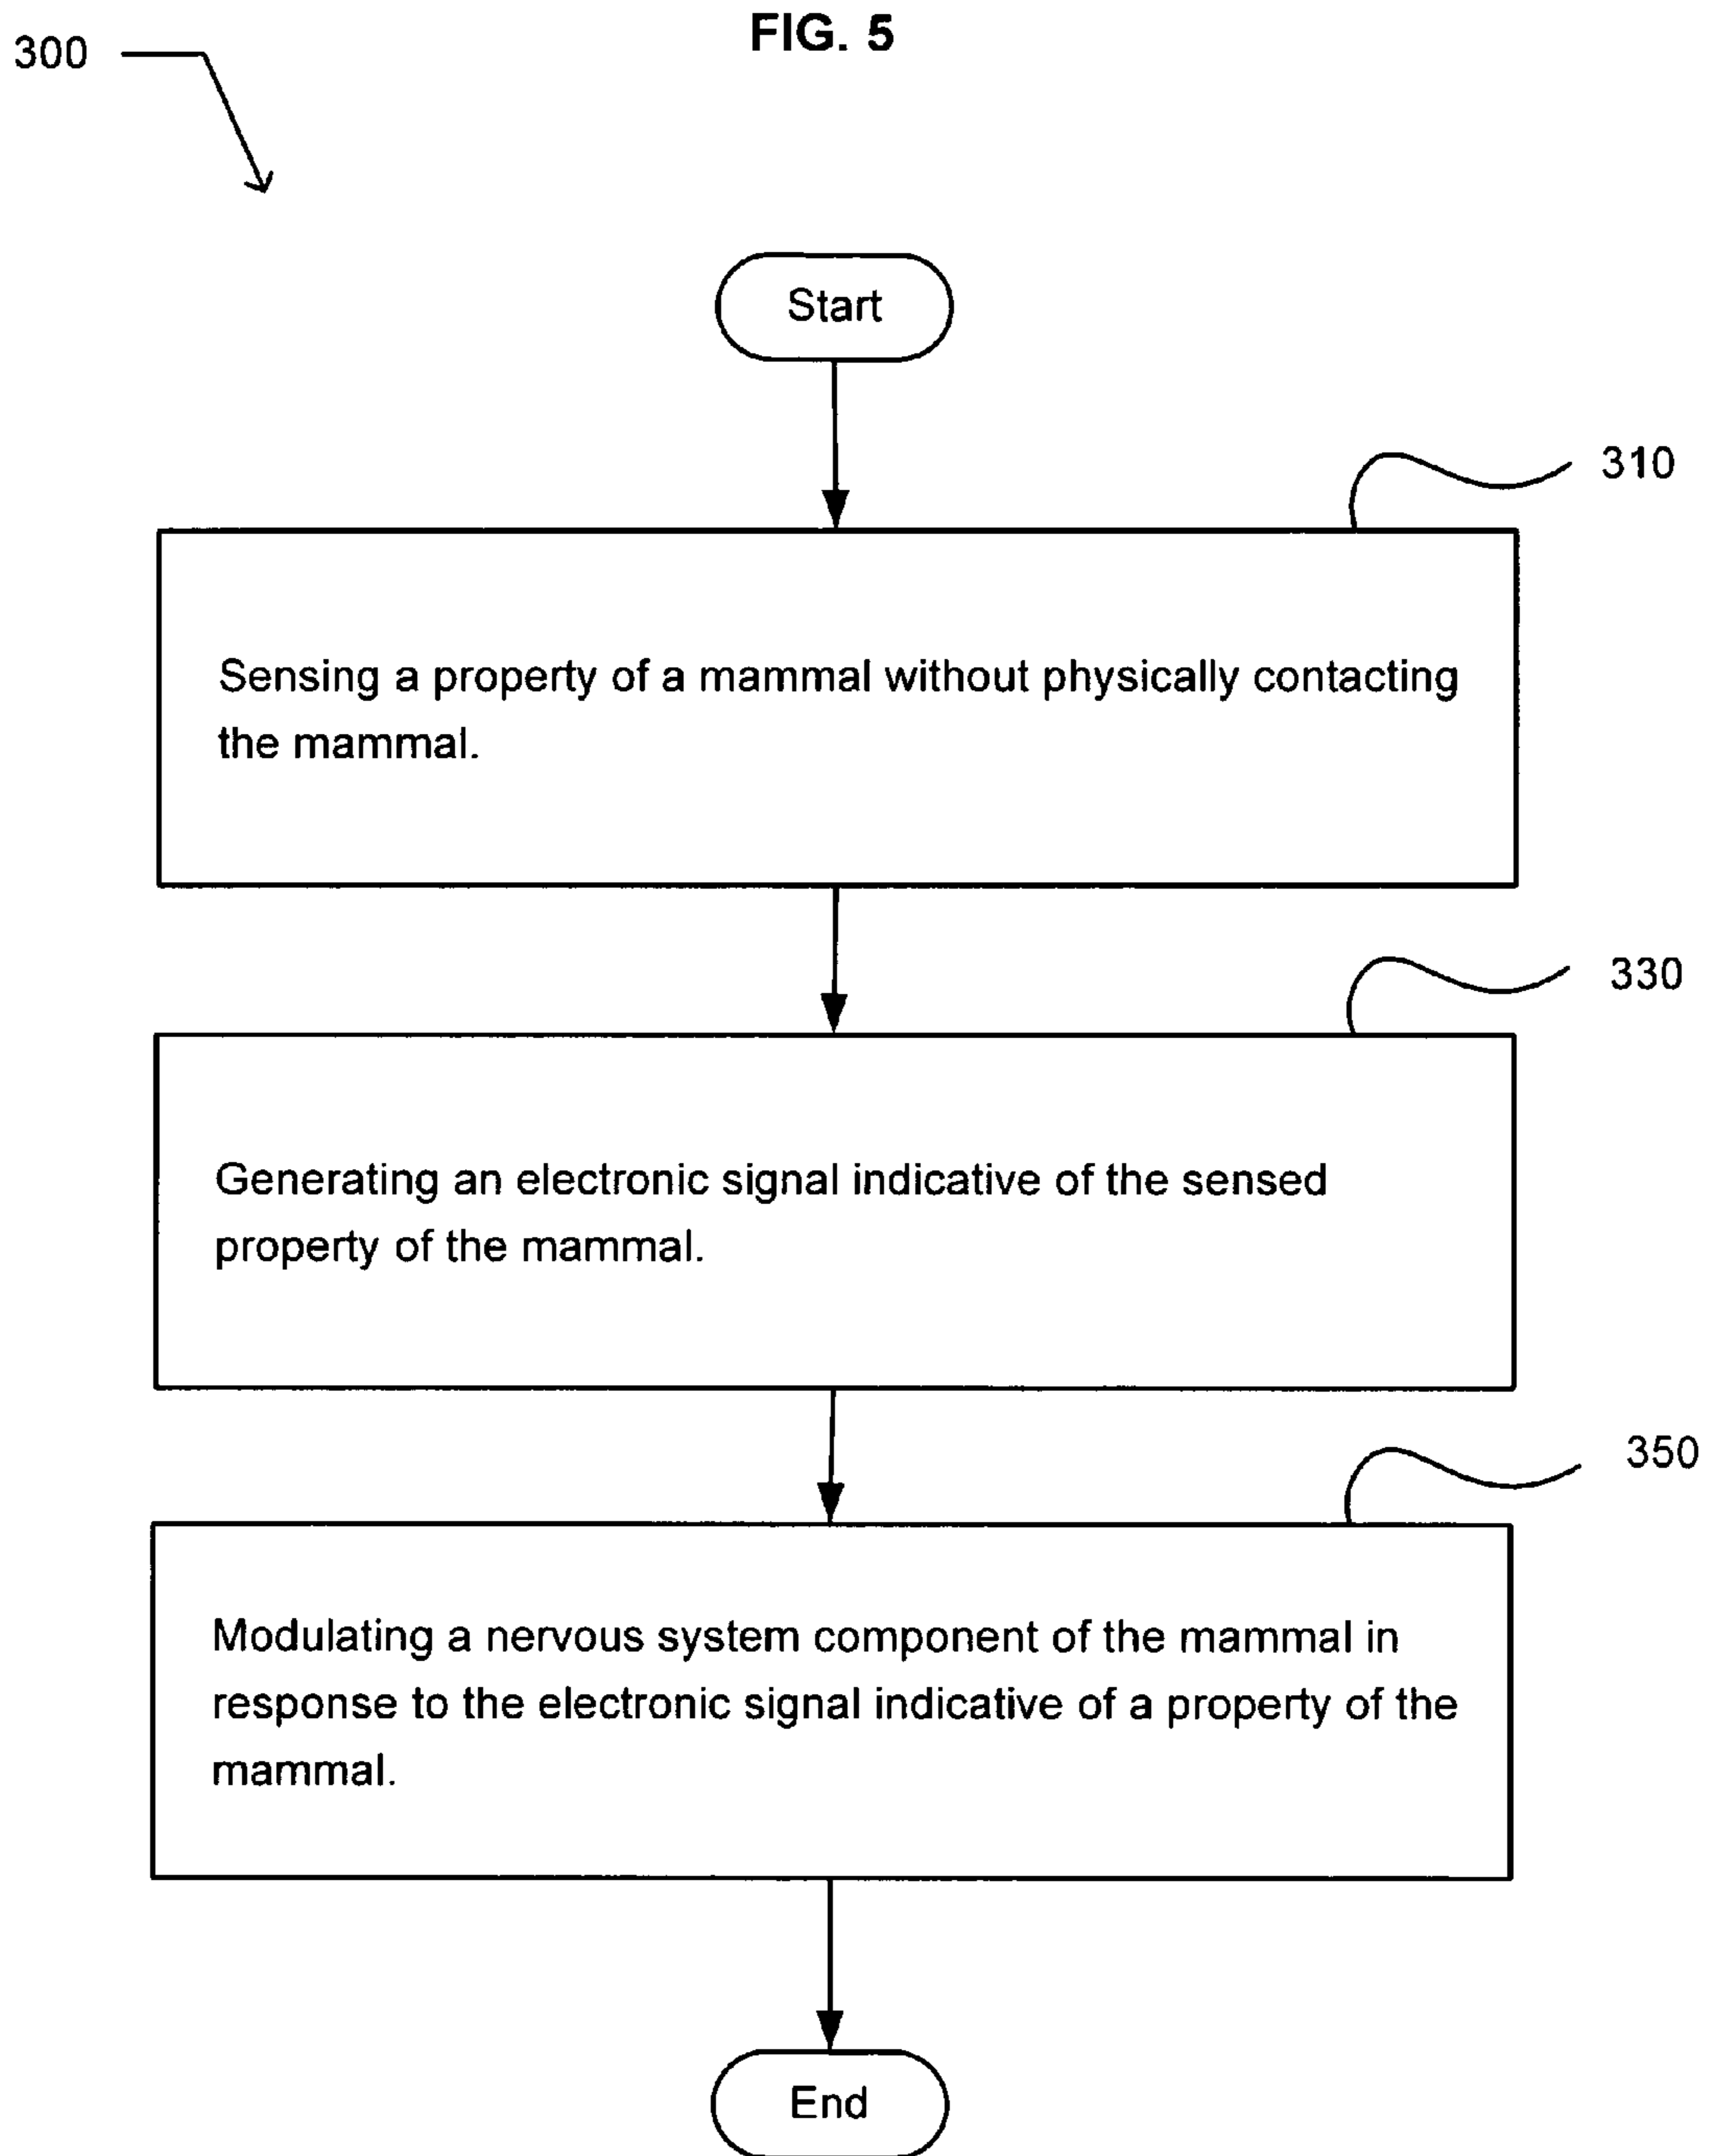 FIG. 5
300
Start
310
Sensing a property of a mammal without physically contacting
the mammal.
330
Generating an electronic signal indicative of the sensed
property of the mammal.
350
Modulating a nervous system component of the mammal in
response to the electronic signal indicative of a property of the
mammal.
End